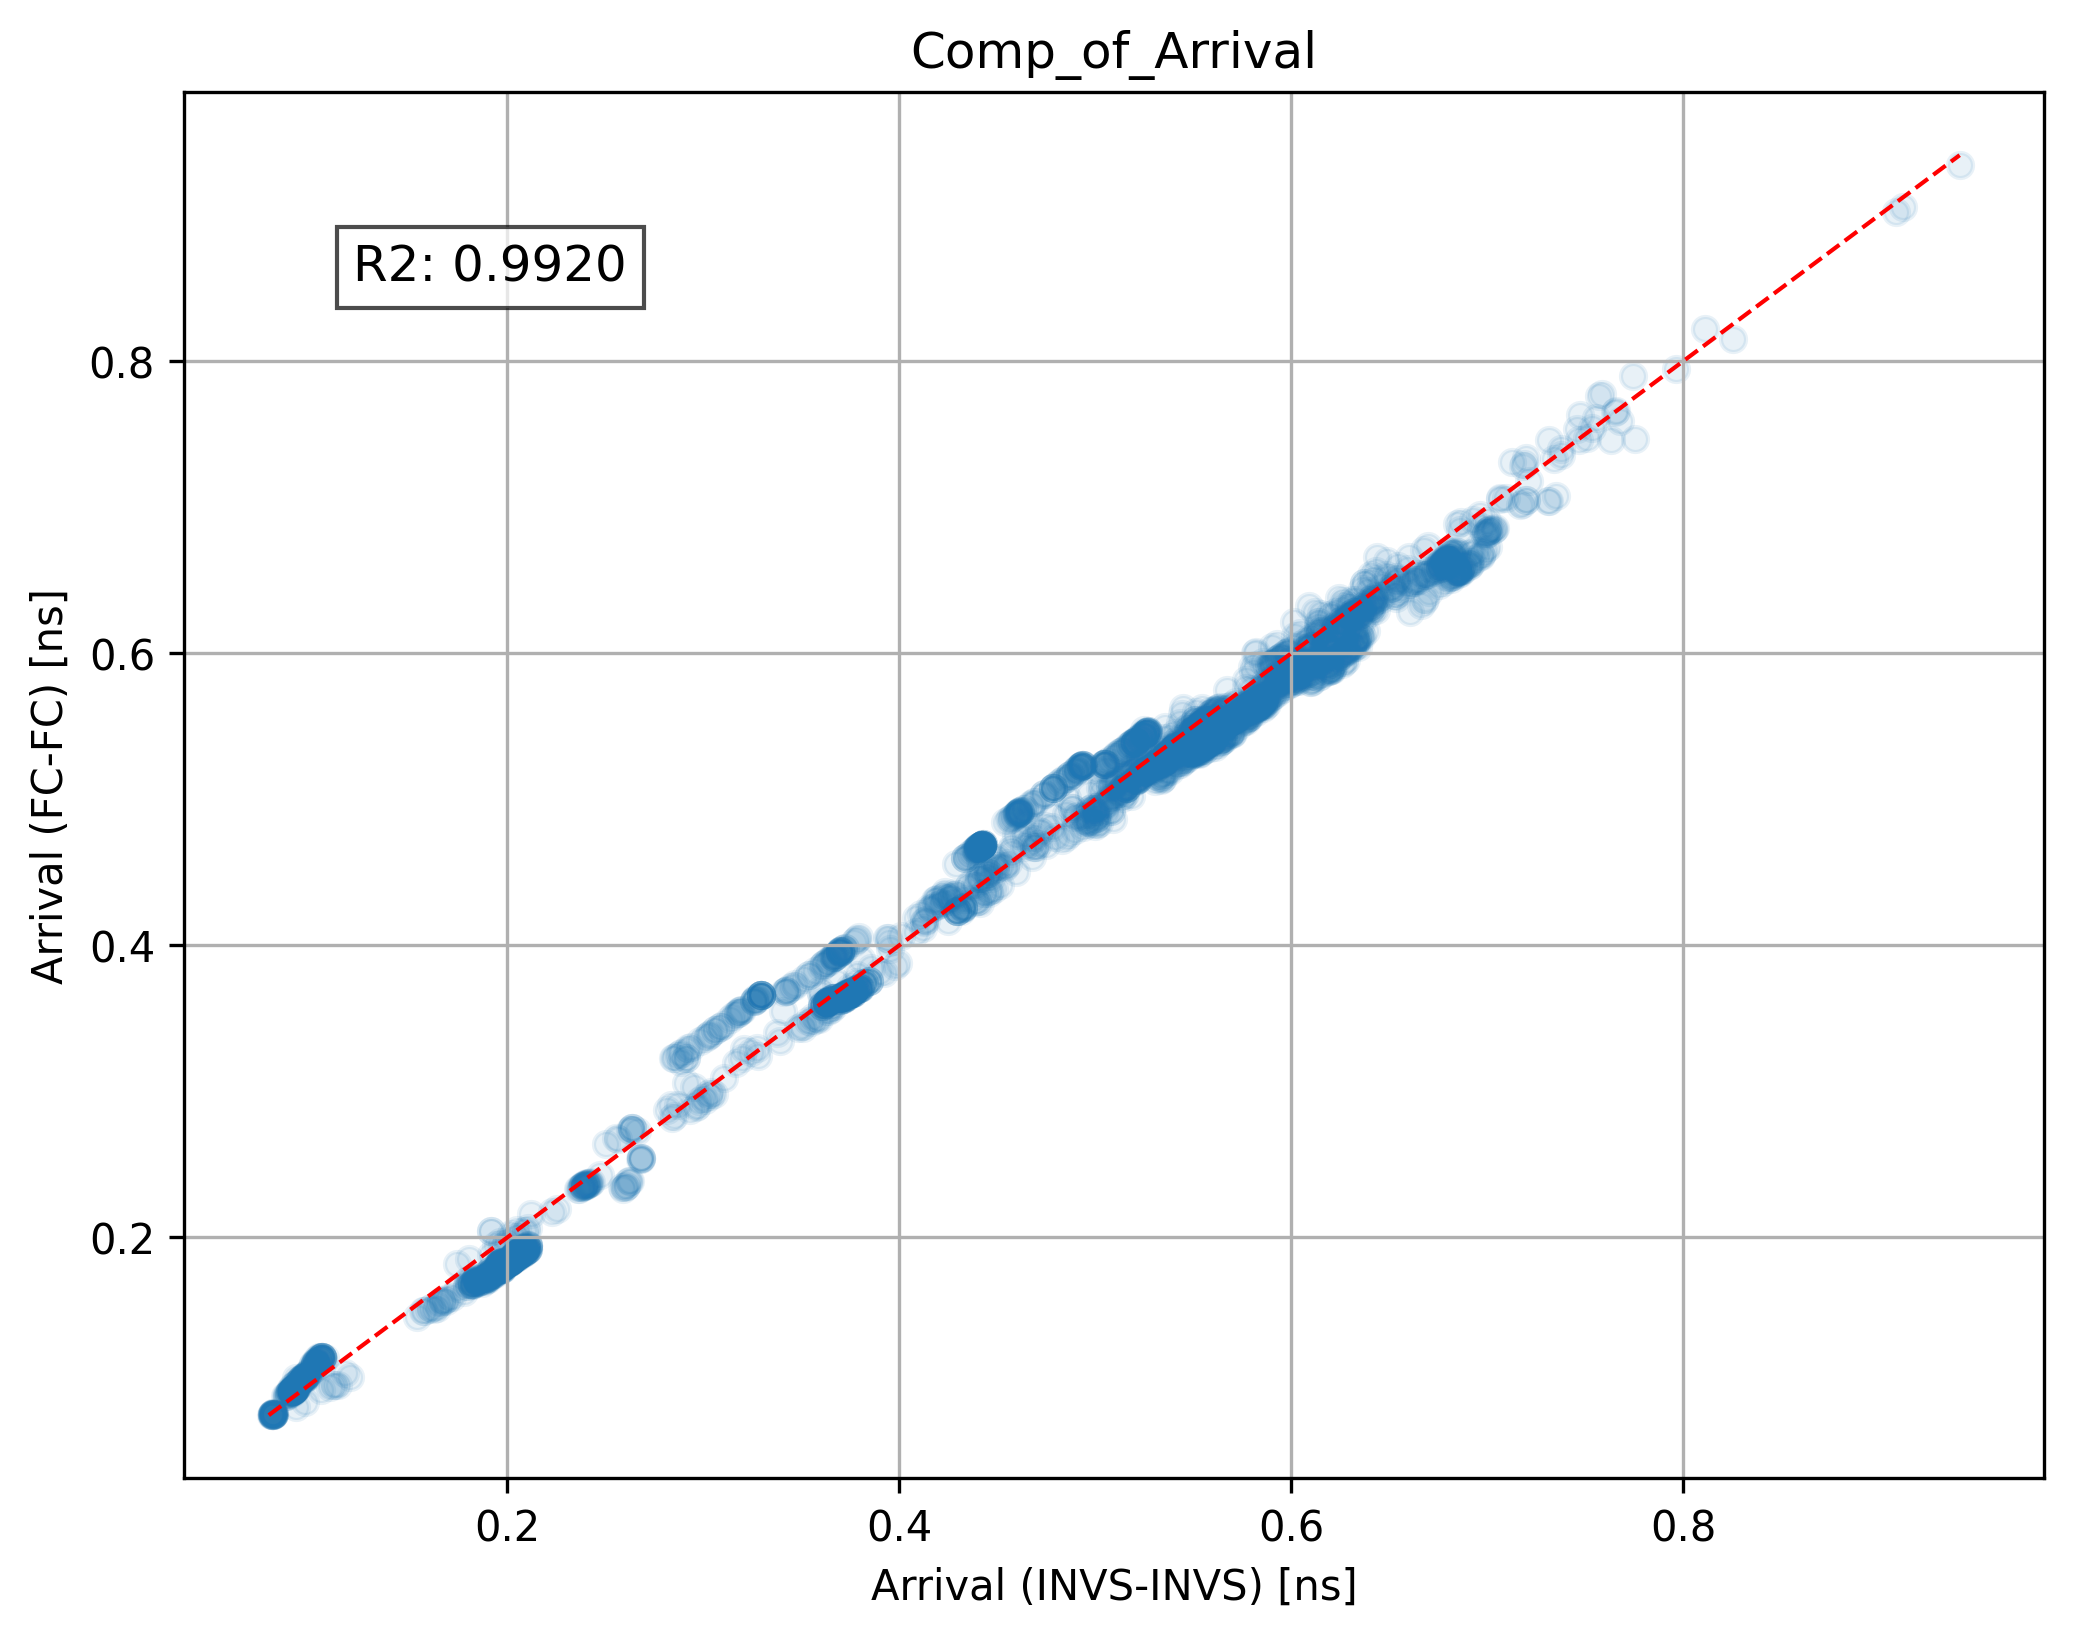 Comp_of_Arrival
R2: 0.9920
Arrival (FC-FC) [ns]
0.8
0.6
0.4
0.2
0.2 0.4 0.6 0.8
Arrival (INVS-INVS) [ns]